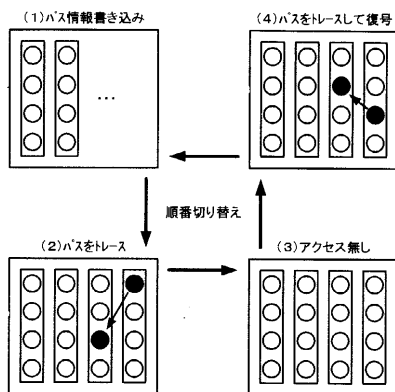 (1)パス情報書き込み
(4)パスをトレースして復号
...
順番切り替え
(2)パスをトレース
(3)アクセス無し